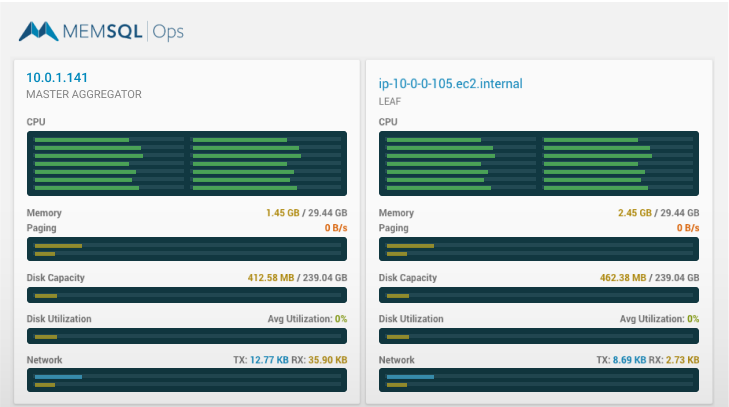 MEMSQL | Ops
10.0.1.141
MASTER AGGREGATOR
CPU
Memory 1.45 GB / 29.44 GB
Paging 0 B/s
Disk Capacity 412.58 MB / 239.04 GB
Disk Utilization Avg Utilization: 0%
Network TX: 12.77 KB RX: 35.90 KB
ip-10-0-0-105.ec2.internal
LEAF
CPU
Memory 2.45 GB / 29.44 GB
Paging 0 B/s
Disk Capacity 462.38 MB / 239.04 GB
Disk Utilization Avg Utilization: 0%
Network TX: 8.69 KB RX: 2.73 KB